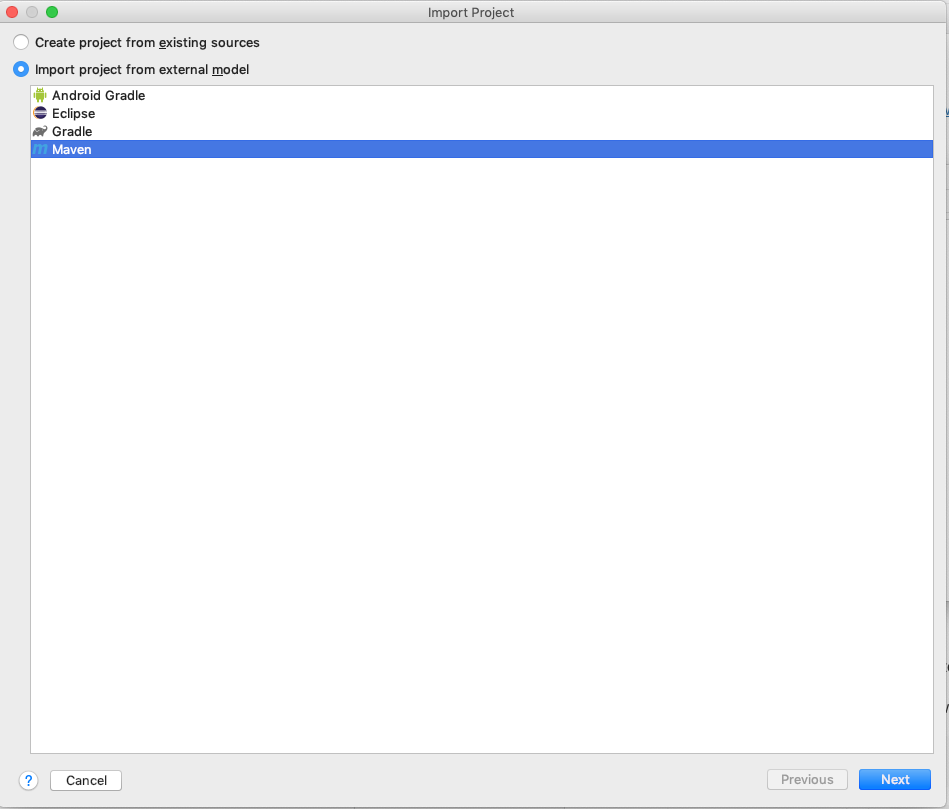 Import Project
Create project from existing sources
Import project from external model
Android Gradle
Eclipse
Gradle
m Maven
? Cancel Previous Next